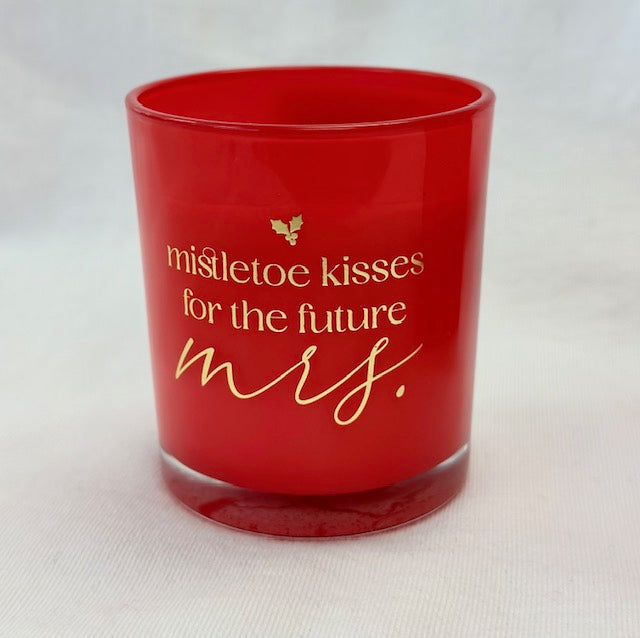 mistletoe kisses
for the future
mrs.